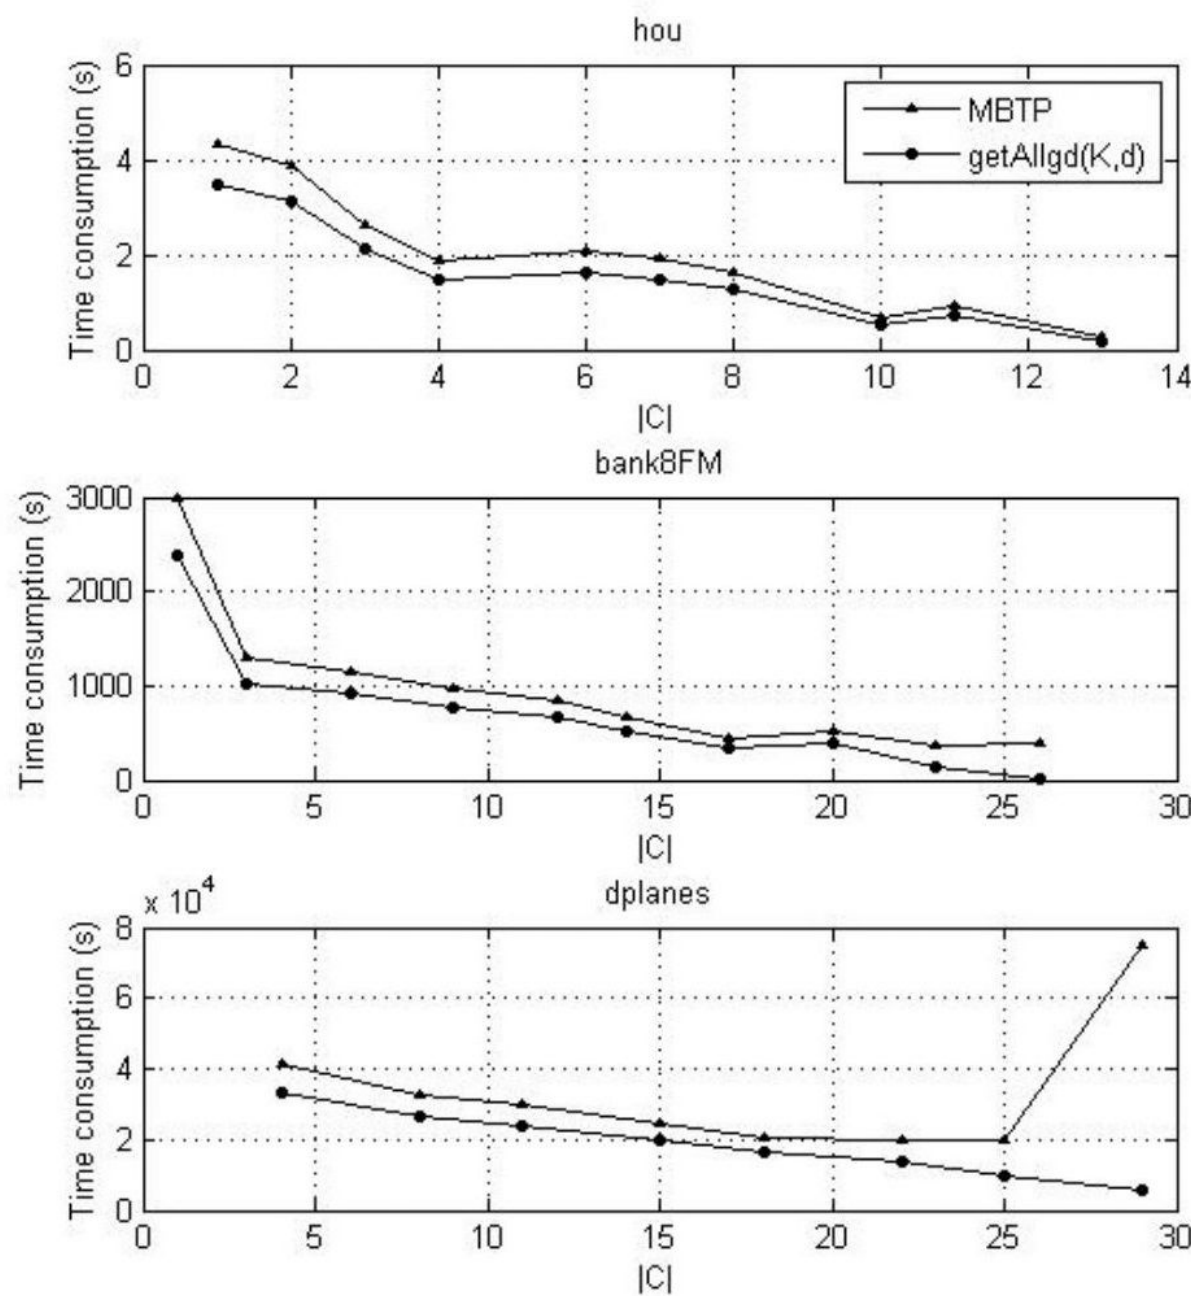 hou
Time consumption (s)
6
4
2
0
MBTP
getAllgd(K,d)
0 2 4 6 8 10 12 14
|C|
bank8FM
Time consumption (s)
3000
2000
1000
0
0 5 10 15 20 25 30
|C|
dplanes
x 10^4
Time consumption (s)
8
6
4
2
0
0 5 10 15 20 25 30
|C|